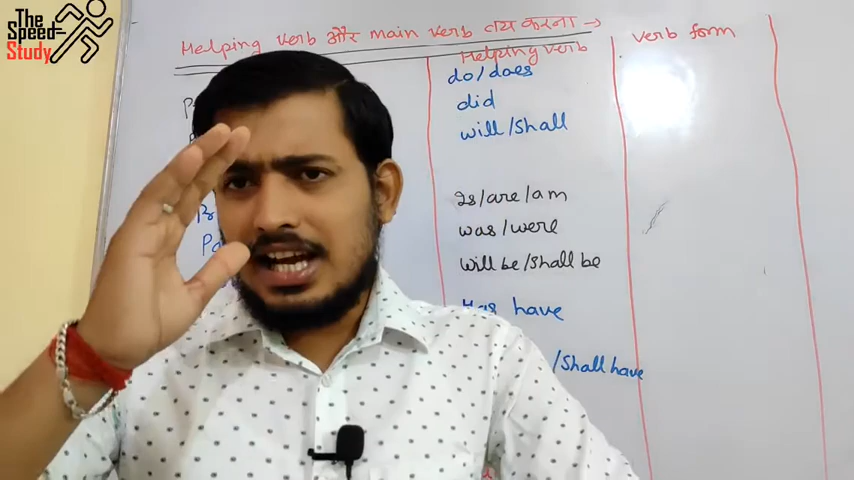 The
Speed-
Study
Helping verb और main verb तय करना →
Helping verb
verb form
do/does
did
will/shall
Is/are/am
was/were
will be/shall be
Has have
/Shall have